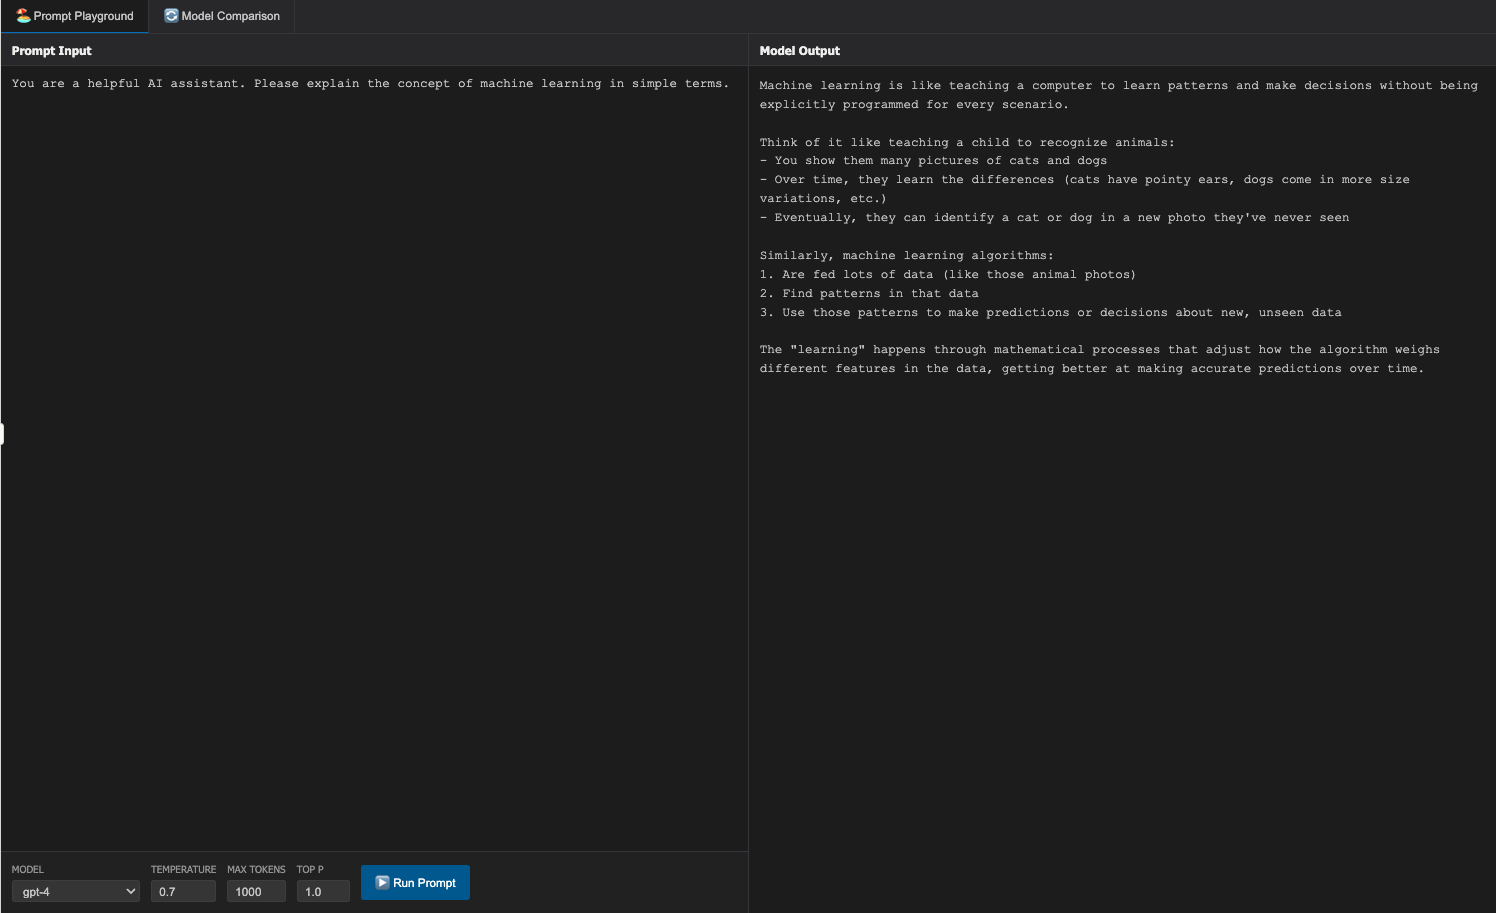 Prompt Playground
Model Comparison
Prompt Input
You are a helpful AI assistant. Please explain the concept of machine learning in simple terms.
Model Output
Machine learning is like teaching a computer to learn patterns and make decisions without being
explicitly programmed for every scenario.
Think of it like teaching a child to recognize animals:
- You show them many pictures of cats and dogs
- Over time, they learn the differences (cats have pointy ears, dogs come in more size
variations, etc.)
- Eventually, they can identify a cat or dog in a new photo they've never seen
Similarly, machine learning algorithms:
1. Are fed lots of data (like those animal photos)
2. Find patterns in that data
3. Use those patterns to make predictions or decisions about new, unseen data
The "learning" happens through mathematical processes that adjust how the algorithm weighs
different features in the data, getting better at making accurate predictions over time.
MODEL
gpt-4
TEMPERATURE
0.7
MAX TOKENS
1000
TOP P
1.0
Run Prompt